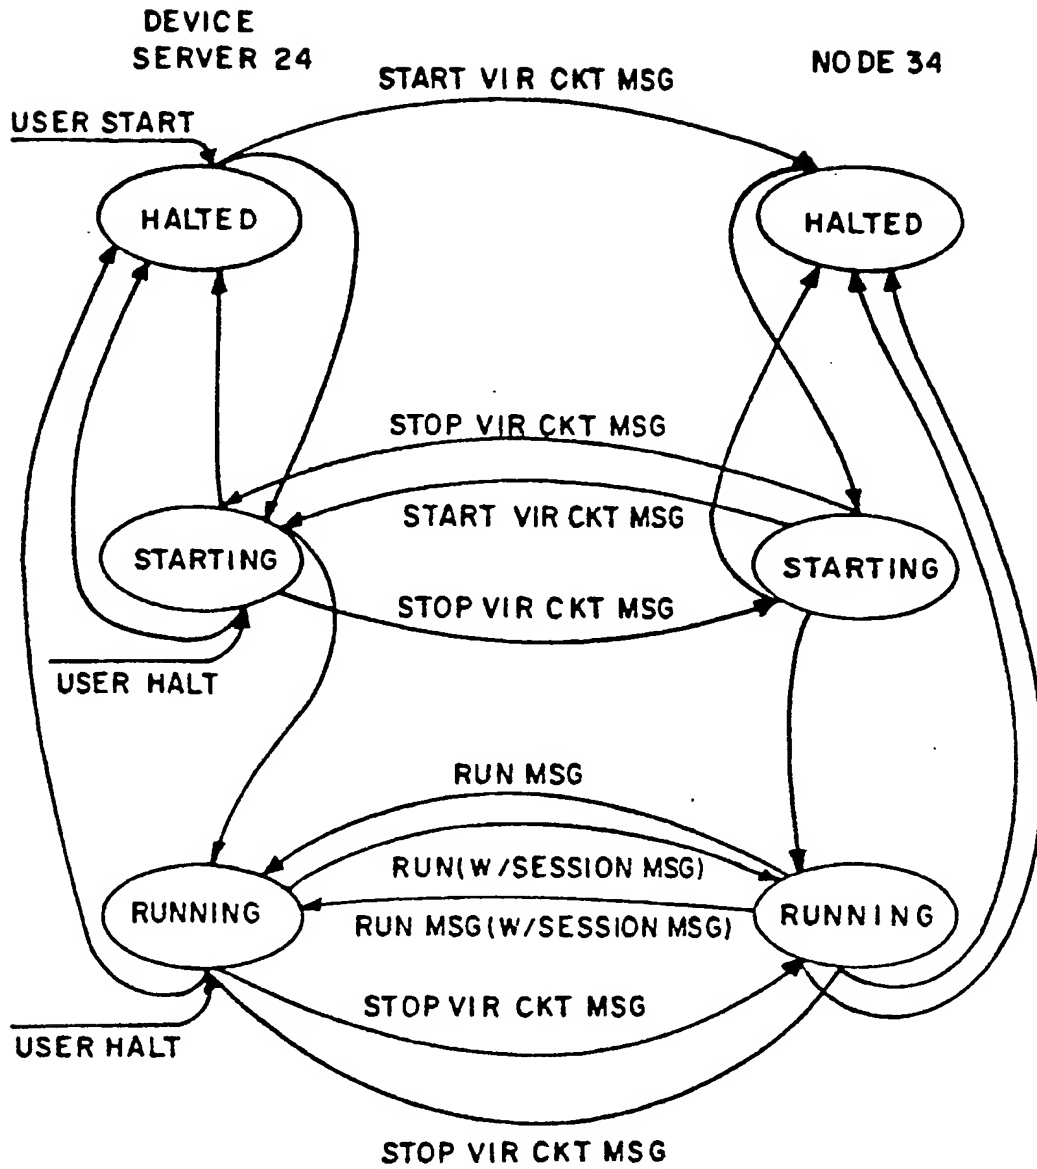 DEVICE
SERVER 24
NODE 34
START VIR CKT MSG
USER START
HALTED
HALTED
STOP VIR CKT MSG
START VIR CKT MSG
STARTING
STARTING
STOP VIR CKT MSG
USER HALT
RUN MSG
RUN(W/SESSION MSG)
RUNNING
RUNNING
RUN MSG(W/SESSION MSG)
STOP VIR CKT MSG
USER HALT
STOP VIR CKT MSG